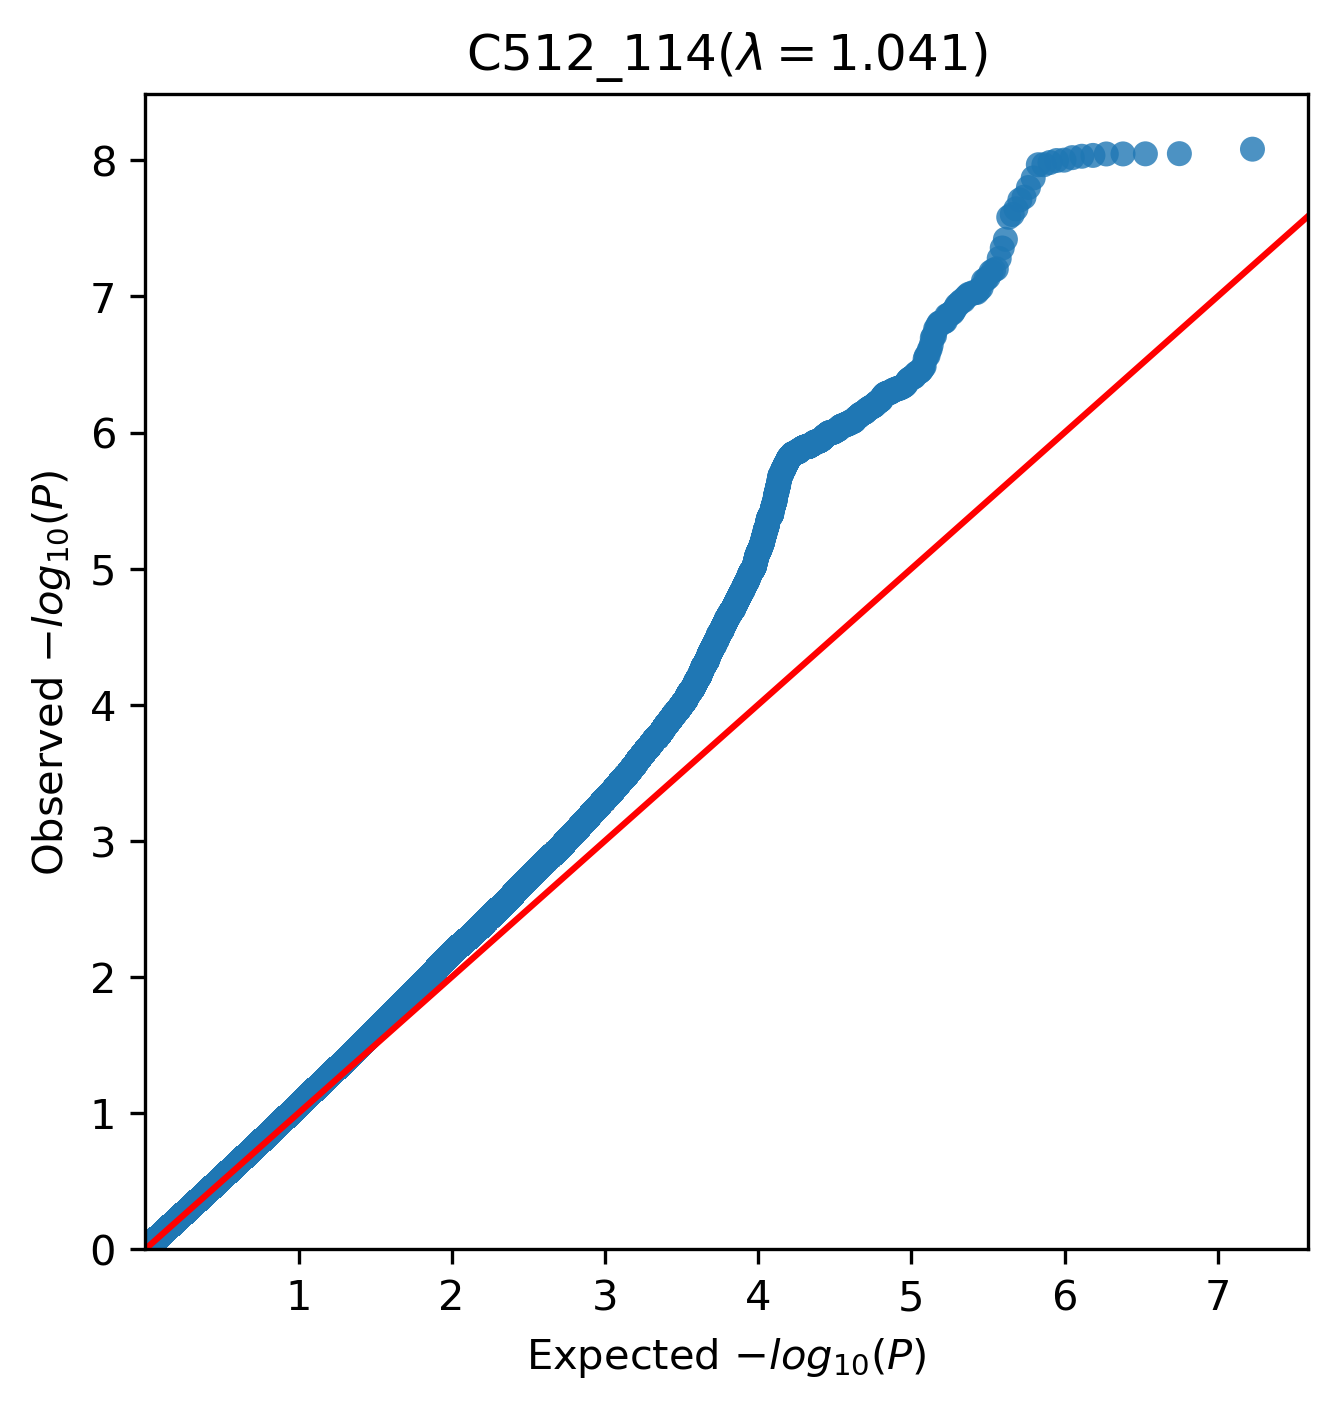 C512_114(λ = 1.041)
Observed −log₁₀(P)
8
7
6
5
4
3
2
1
0
1 2 3 4 5 6 7
Expected −log₁₀(P)